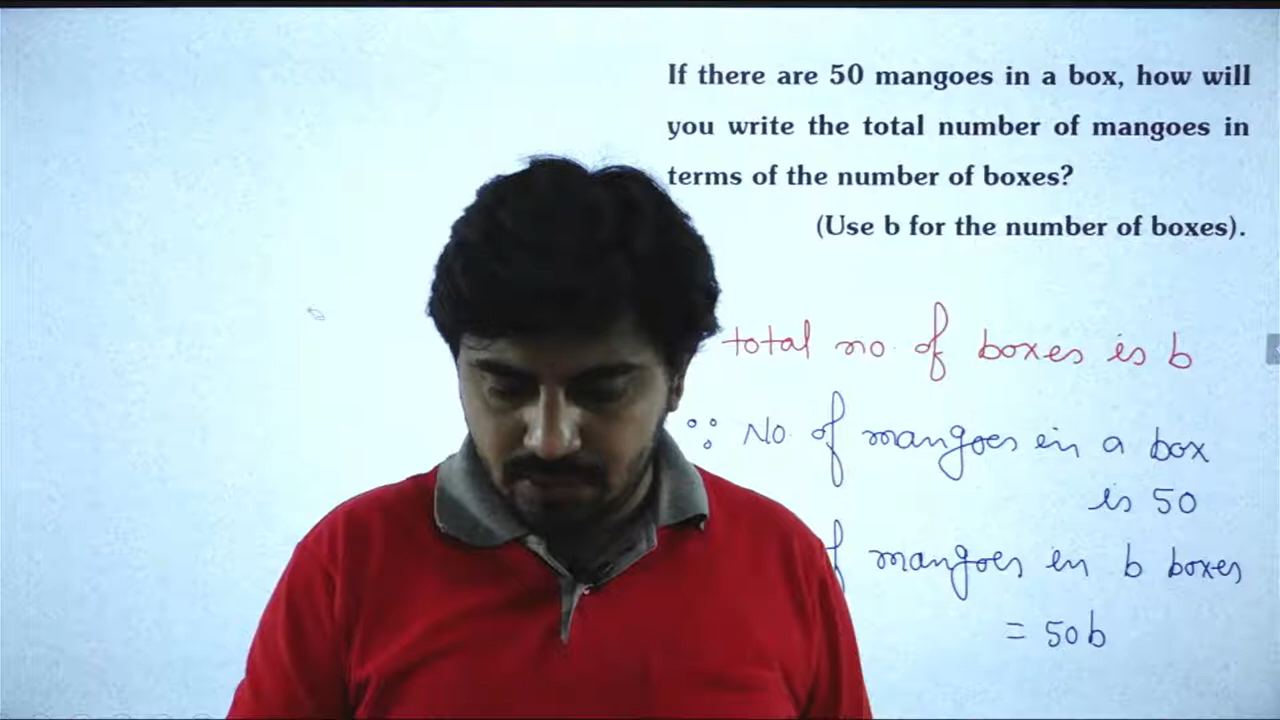 If there are 50 mangoes in a box, how will
you write the total number of mangoes in
terms of the number of boxes?
(Use b for the number of boxes).
total no. of boxes is b
∵ No. of mangoes in a box
is 50
mangoes in b boxes
= 50b